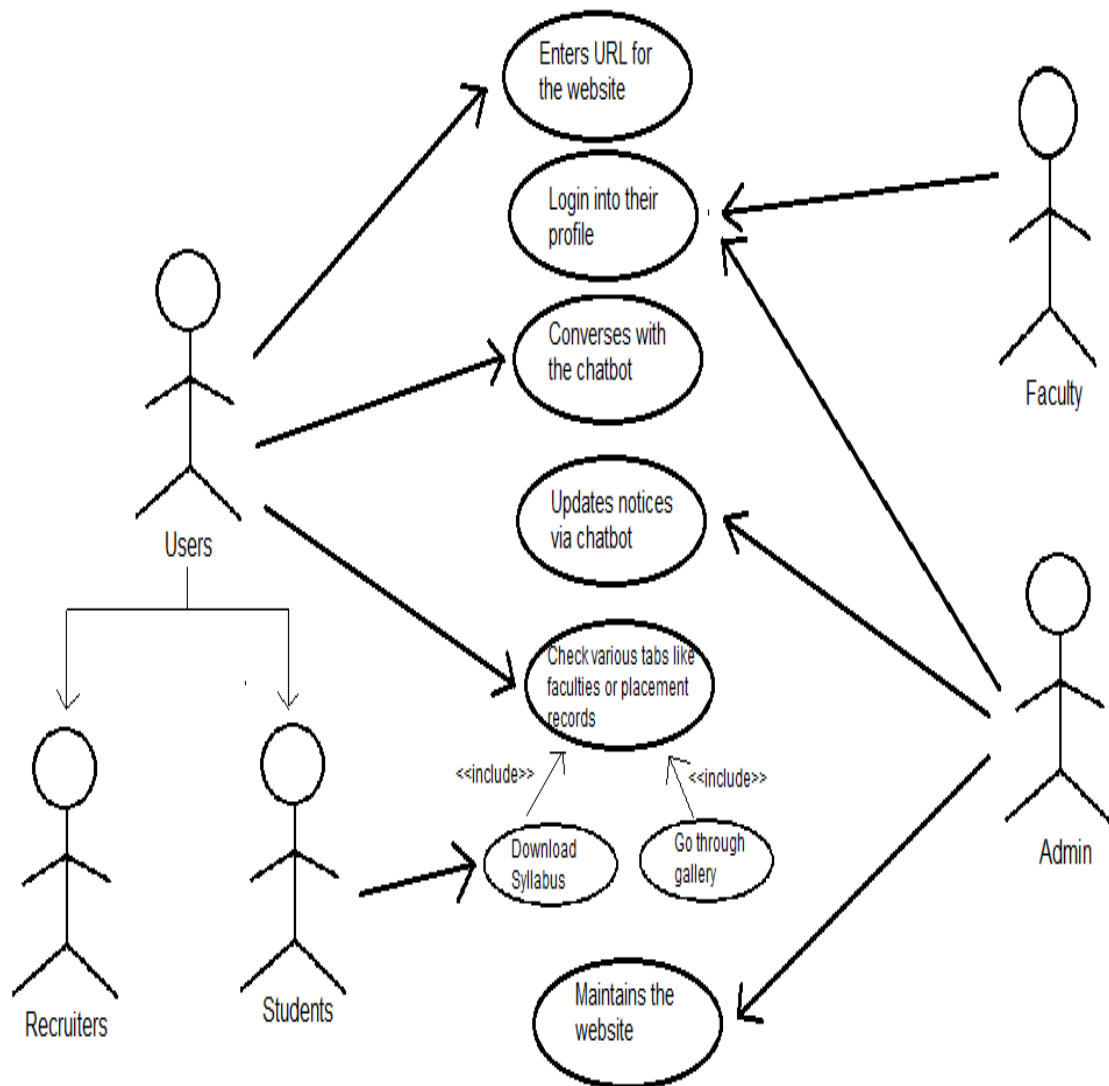 Enters URL for
the website
Login into their
profile
Converses with
the chatbot
Faculty
Updates notices
via chatbot
Users
Check various tabs like
faculties or placement
records
<<include>>
<<include>>
Download
Syllabus
Go through
gallery
Admin
Maintains the
website
Recruiters
Students